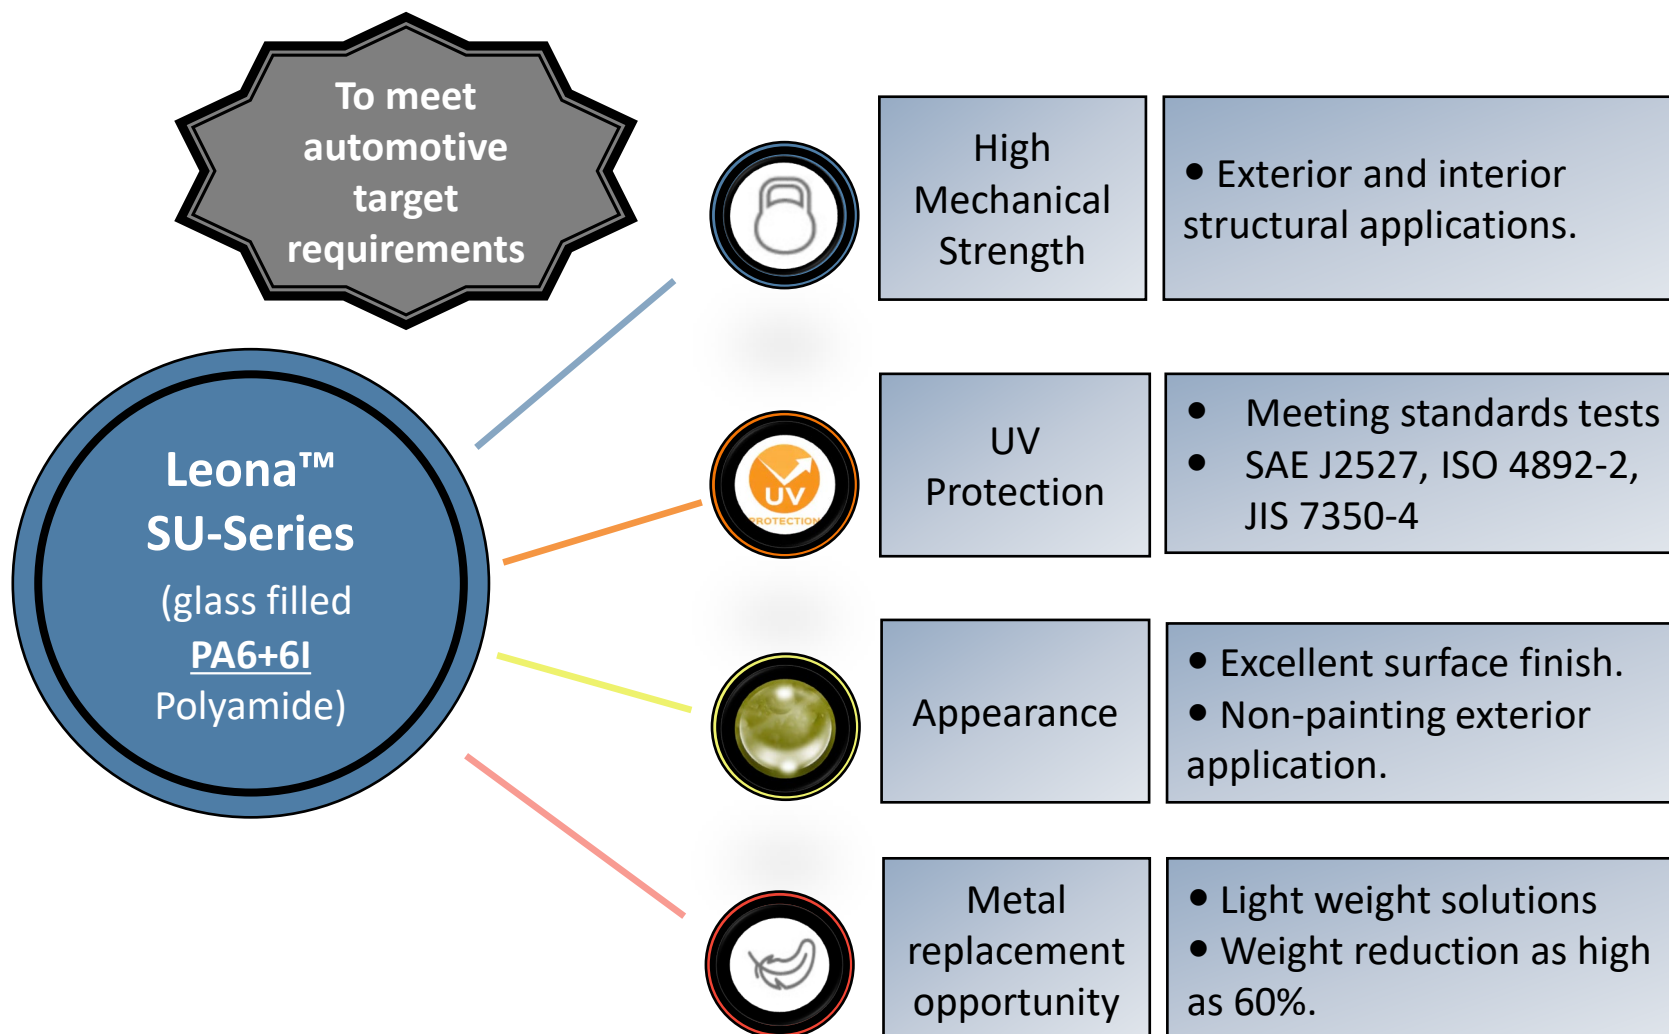 To meet
automotive
target
requirements
Leona™
SU-Series
(glass filled
PA6+6I
Polyamide)
High
Mechanical
Strength
• Exterior and interior
structural applications.
UV
PROTECTION
UV
Protection
• Meeting standards tests
• SAE J2527, ISO 4892-2,
JIS 7350-4
Appearance
• Excellent surface finish.
• Non-painting exterior
application.
Metal
replacement
opportunity
• Light weight solutions
• Weight reduction as high
as 60%.